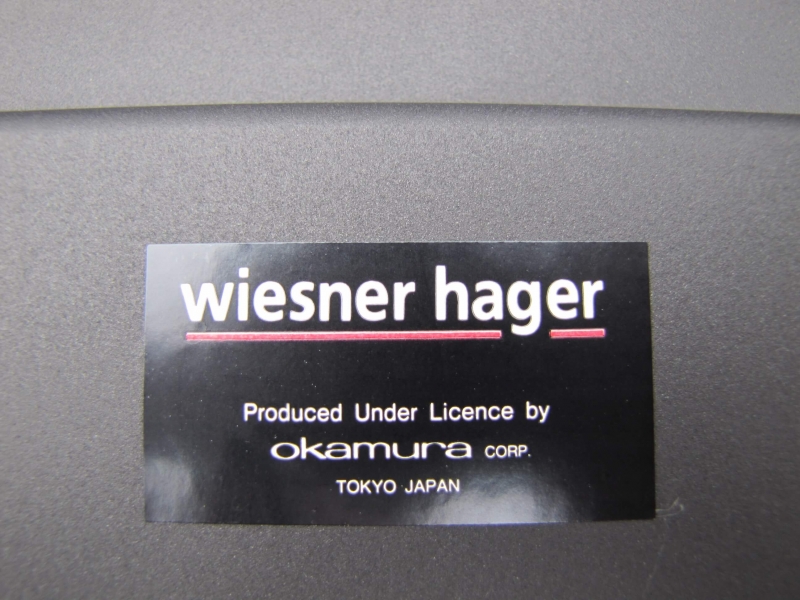 wiesner hager
Produced Under Licence by
okamura CORP.
TOKYO JAPAN